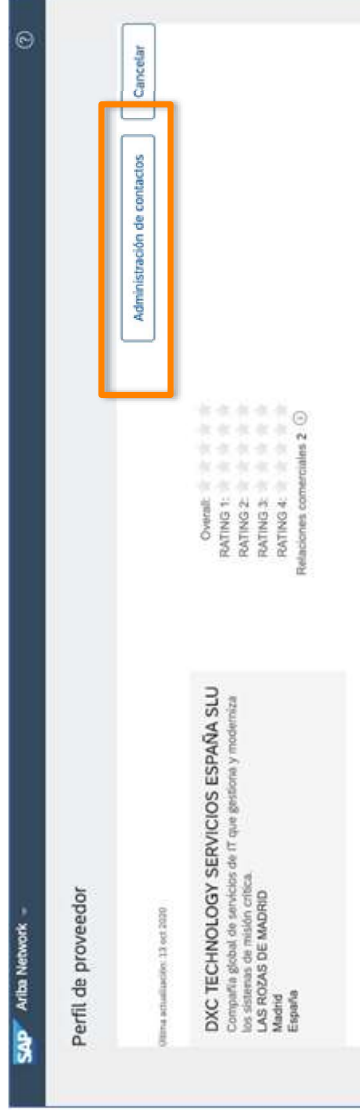 SAP Ariba Network
Perfil de proveedor
Administración de contactos
Cancelar
Última actualización: 13 oct 2020
DXC TECHNOLOGY SERVICIOS ESPAÑA SLU
Compañía global de servicios de IT que gestiona y moderniza
los sistemas de misión crítica.
LAS ROZAS DE MADRID
Madrid
España
Overall:
RATING 1:
RATING 2:
RATING 3:
RATING 4:
Relaciones comerciales 2